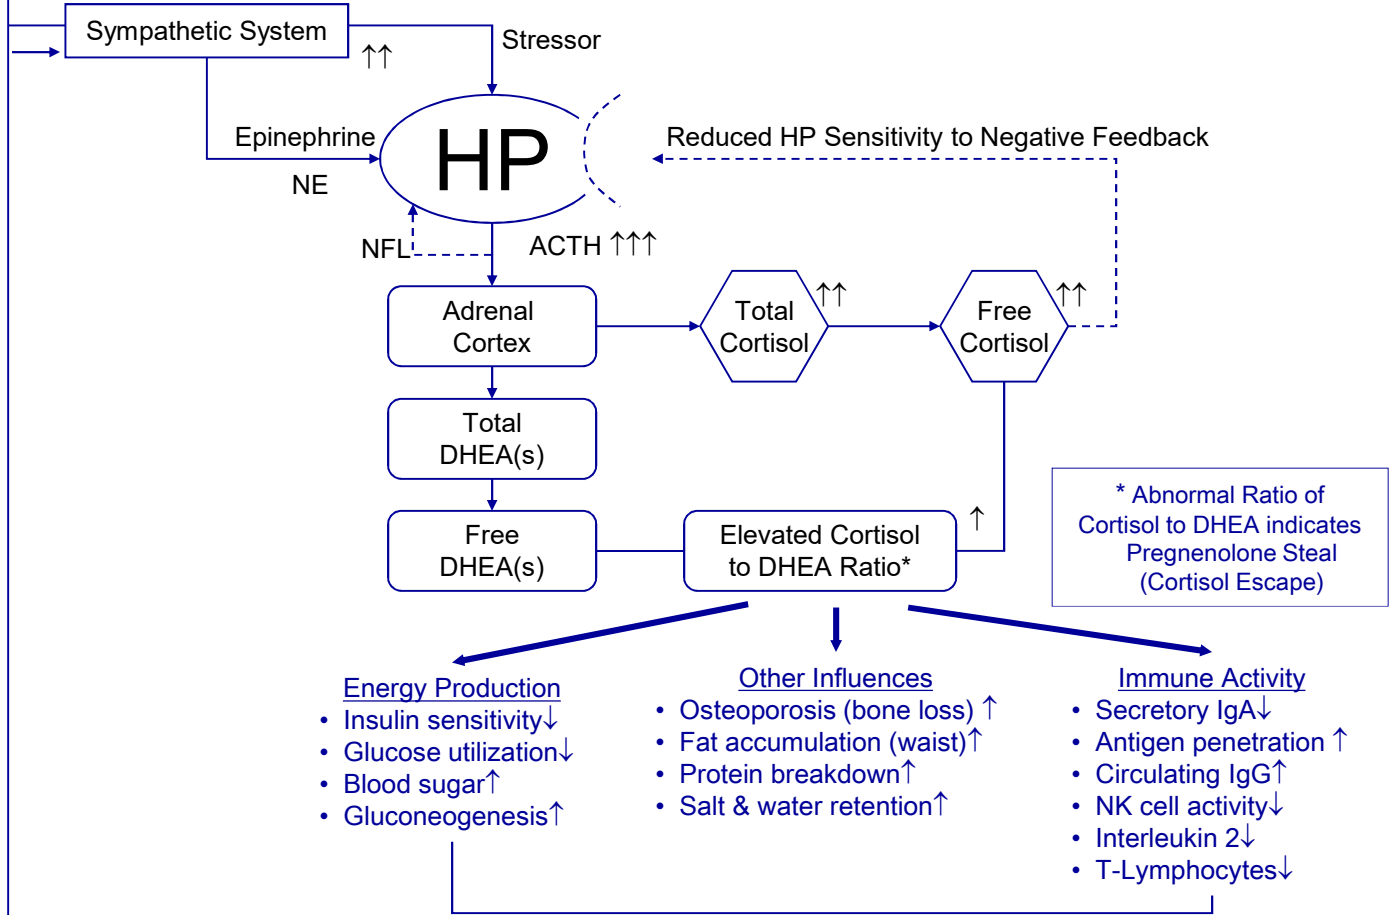 Sympathetic System
↑↑
Stressor
Epinephrine
NE
HP
Reduced HP Sensitivity to Negative Feedback
NFL
ACTH ↑↑↑
Adrenal
Cortex
Total
Cortisol
↑↑
Free
Cortisol
↑↑
Total
DHEA(s)
Free
DHEA(s)
Elevated Cortisol
to DHEA Ratio*
↑
* Abnormal Ratio of
Cortisol to DHEA indicates
Pregnenolone Steal
(Cortisol Escape)
Energy Production
• Insulin sensitivity↓
• Glucose utilization↓
• Blood sugar↑
• Gluconeogenesis↑
Other Influences
• Osteoporosis (bone loss) ↑
• Fat accumulation (waist)↑
• Protein breakdown↑
• Salt & water retention↑
Immune Activity
• Secretory IgA↓
• Antigen penetration ↑
• Circulating IgG↑
• NK cell activity↓
• Interleukin 2↓
• T-Lymphocytes↓